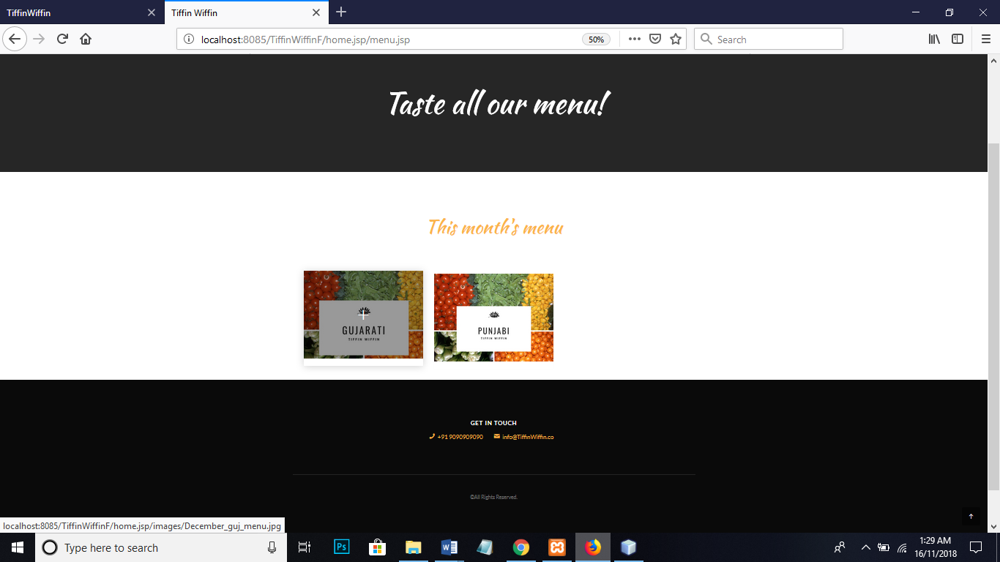 TiffinWiffin
Tiffin Wiffin
localhost:8085/TiffinWiffinF/home.jsp/menu.jsp
50%
Search
Taste all our menu!
This month's menu
GUJARATI
TIFFIN WIFFIN
PUNJABI
TIFFIN WIFFIN
GET IN TOUCH
+91 9090909090 info@TiffinWiffin.co
©All Rights Reserved.
localhost:8085/TiffinWiffinF/home.jsp/images/December_guj_menu.jpg
Type here to search
Ps
1:29 AM
16/11/2018